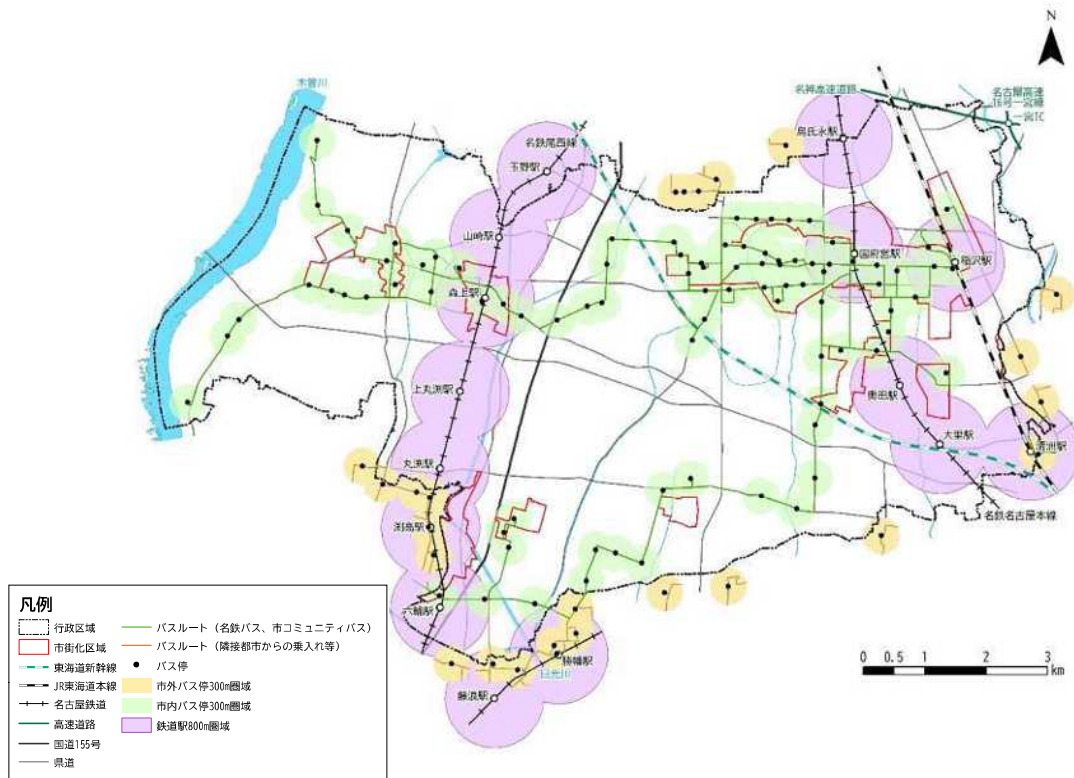 N
木曽川
名神高速道路
名古屋高速
16号一宮線
一宮IC
島氏永駅
名鉄尾西線
玉野駅
山崎駅
国府宮駅
稲沢駅
森上駅
上丸渕駅
奥田駅
大里駅
清洲駅
丸渕駅
渕高駅
名鉄名古屋本線
六輪駅
勝幡駅
日光川
藤浪駅
0 0.5 1 2 3
km
凡例
行政区域
市街化区域
東海道新幹線
JR東海道本線
名古屋鉄道
高速道路
国道155号
県道
バスルート（名鉄バス、市コミュニティバス）
バスルート（隣接都市からの乗入れ等）
バス停
市外バス停300m圏域
市内バス停300m圏域
鉄道駅800m圏域